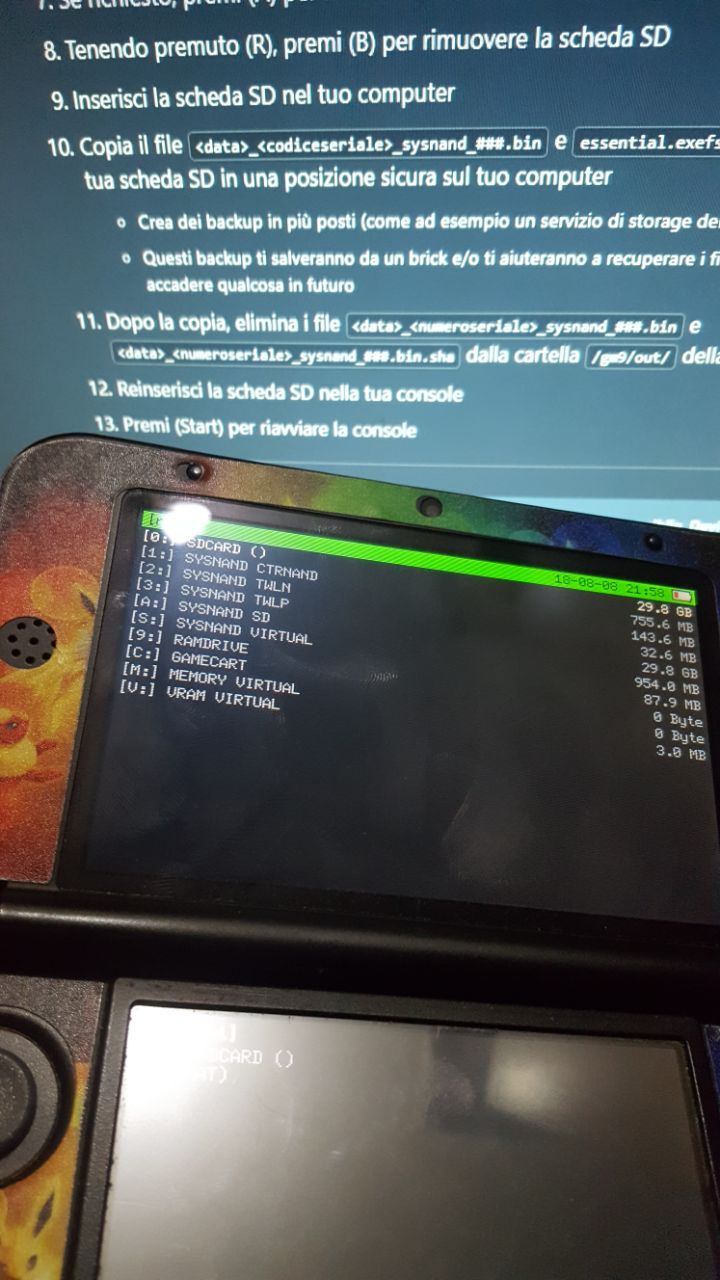 7. Se richiesto, premi
8. Tenendo premuto (R), premi (B) per rimuovere la scheda SD
9. Inserisci la scheda SD nel tuo computer
10. Copia il file <data>_<codiceseriale>_sysnand_###.bin e essential.exefs
tua scheda SD in una posizione sicura sul tuo computer
Crea dei backup in più posti (come ad esempio un servizio di storage
Questi backup ti salveranno da un brick e/o ti aiuteranno a recuperare i
accadere qualcosa in futuro
11. Dopo la copia, elimina i file <data>_<numeroseriale>_sysnand_###.bin e
<data>_<numeroseriale>_sysnand_###.bin.sha dalla cartella /gm9/out/
12. Reinserisci la scheda SD nella tua console
13. Premi (Start) per riavviare la console
18-08-08 21:58
[0:] SDCARD () 29.8 GB
[1:] SYSNAND CTRNAND 755.6 MB
[2:] SYSNAND TWLN 143.6 MB
[3:] SYSNAND TWLP 32.6 MB
[A:] SYSNAND SD 29.8 GB
[S:] SYSNAND VIRTUAL 954.0 MB
[9:] RAMDRIVE 87.9 MB
[C:] GAMECART 0 Byte
[M:] MEMORY VIRTUAL 0 Byte
[V:] VRAM VIRTUAL 3.0 MB
CARD ()